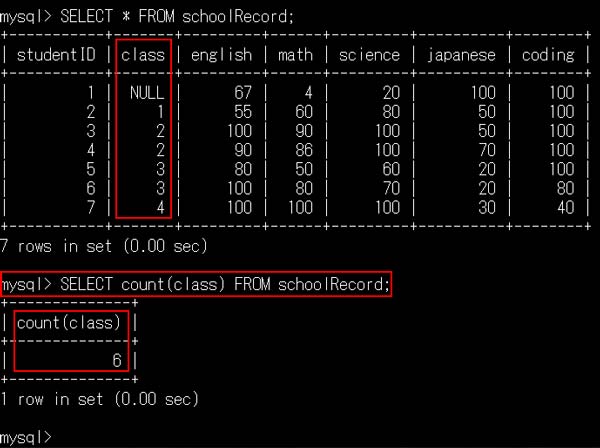 mysql> SELECT * FROM schoolRecord;
+-----------+-------+---------+------+---------+----------+--------+
| studentID | class | english | math | science | japanese | coding |
+-----------+-------+---------+------+---------+----------+--------+
|         1 |  NULL |      67 |    4 |      20 |      100 |    100 |
|         2 |     1 |      55 |   60 |      80 |       50 |    100 |
|         3 |     2 |     100 |   90 |     100 |       50 |    100 |
|         4 |     2 |      90 |   86 |     100 |       70 |    100 |
|         5 |     3 |      80 |   50 |      60 |       20 |    100 |
|         6 |     3 |     100 |   80 |      70 |       20 |     80 |
|         7 |     4 |     100 |  100 |     100 |       30 |     40 |
+-----------+-------+---------+------+---------+----------+--------+
7 rows in set (0.00 sec)
mysql> SELECT count(class) FROM schoolRecord;
+--------------+
| count(class) |
+--------------+
|            6 |
+--------------+
1 row in set (0.00 sec)
mysql>